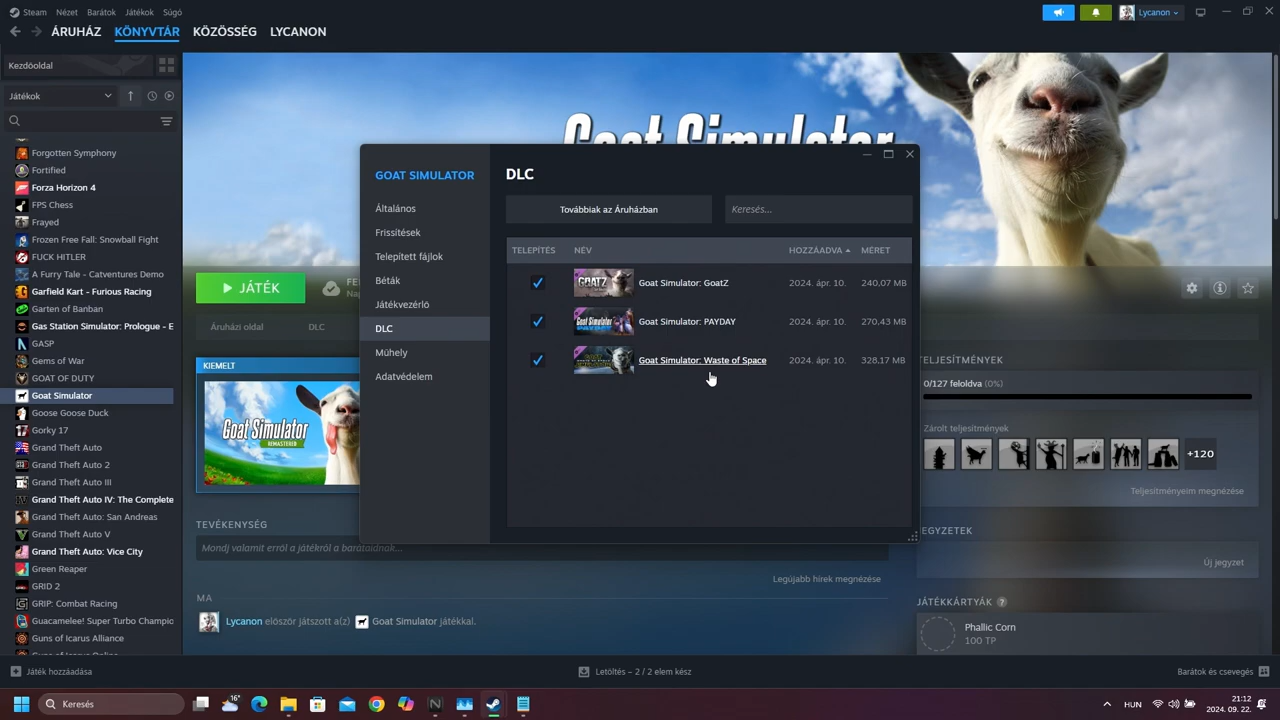 Steam Nézet Barátok Játékok Súgó
Lycanon
ÁRUHÁZ KÖNYVTÁR KÖZÖSSÉG LYCANON
Kezdőoldal
Játékok
Forgotten Symphony
Fortified
Forza Horizon 4
FPS Chess
Frayed
Frozen Free Fall: Snowball Fight
FUCK HITLER
A Furry Tale - Catventures Demo
Garfield Kart - Furious Racing
Garten of Banban
Gas Station Simulator: Prologue - E
GASP
Gems of War
GOAT OF DUTY
Goat Simulator
Goose Goose Duck
Gorky 17
Grand Theft Auto
Grand Theft Auto 2
Grand Theft Auto III
Grand Theft Auto IV: The Complete
Grand Theft Auto: San Andreas
Grand Theft Auto V
Grand Theft Auto: Vice City
Green Reaper
GRID 2
GRIP: Combat Racing
Guacamelee! Super Turbo Champio
Guns of Icarus Alliance
Guns of Icarus Online
Goat Simulator
JÁTÉK
Áruházi oldal DLC
KIEMELT
Goat Simulator
REMASTERED
TEVÉKENYSÉG
Mondj valamit erről a játékról a barátaidnak...
Legújabb hírek megnézése
MA
Lycanon először játszott a(z) Goat Simulator játékkal.
GOAT SIMULATOR
Általános
Frissítések
Telepített fájlok
Béták
Játékvezérlő
DLC
Műhely
Adatvédelem
DLC
Továbbiak az Áruházban
Keresés...
TELEPÍTÉS NÉV HOZZÁADVA MÉRET
GOATZ Goat Simulator: GoatZ 2024. ápr. 10. 240,07 MB
Goat Simulator: PAYDAY 2024. ápr. 10. 270,43 MB
Goat Simulator: Waste of Space 2024. ápr. 10. 328,17 MB
TELJESÍTMÉNYEK
0/127 feloldva (0%)
Zárolt teljesítmények
+120
Teljesítményeim megnézése
JEGYZETEK
Új jegyzet
JÁTÉKKÁRTYÁK ?
Phallic Corn
100 TP
Játék hozzáadása
Letöltés – 2 / 2 elem kész
Barátok és csevegés
Keresés
16°
HUN
21:12
2024. 09. 22.